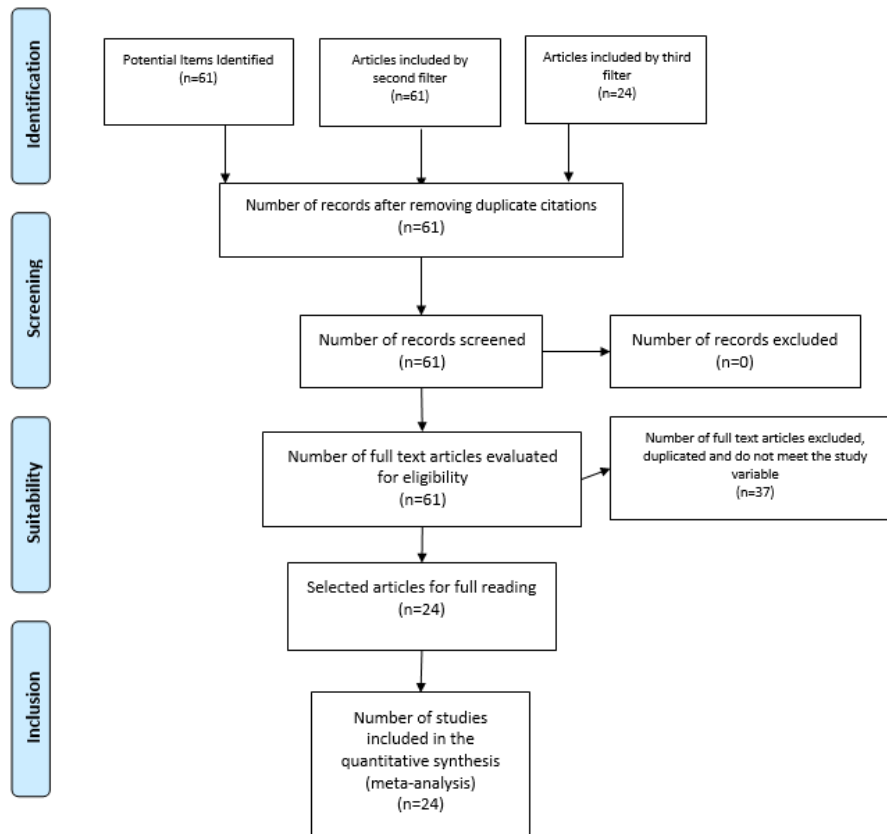 Identification
Potential Items Identified
(n=61)
Articles included by
second filter
(n=61)
Articles included by third
filter
(n=24)
Number of records after removing duplicate citations
(n=61)
Screening
Number of records screened
(n=61)
Number of records excluded
(n=0)
Suitability
Number of full text articles evaluated
for eligibility
(n=61)
Number of full text articles excluded,
duplicated and do not meet the study
variable
(n=37)
Selected articles for full reading
(n=24)
Inclusion
Number of studies
included in the
quantitative synthesis
(meta-analysis)
(n=24)